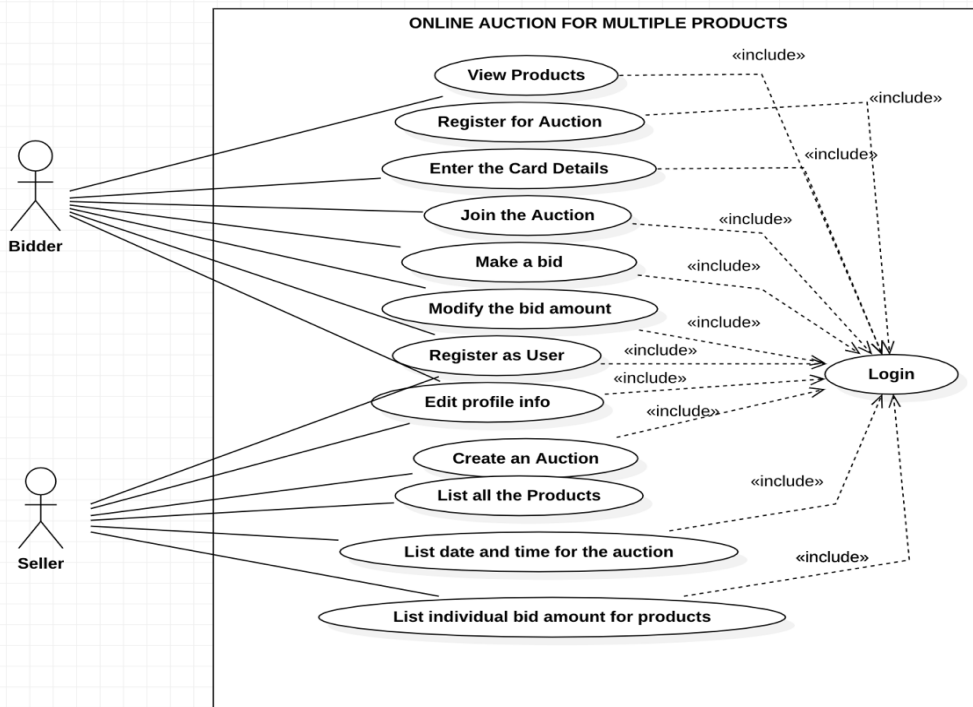 ONLINE AUCTION FOR MULTIPLE PRODUCTS
«include»
View Products
«include»
Register for Auction
«include»
Enter the Card Details
Join the Auction
«include»
Bidder
Make a bid
«include»
Modify the bid amount
«include»
Register as User
«include»
Login
«include»
Edit profile info
«include»
Create an Auction
«include»
List all the Products
List date and time for the auction
«include»
Seller
List individual bid amount for products